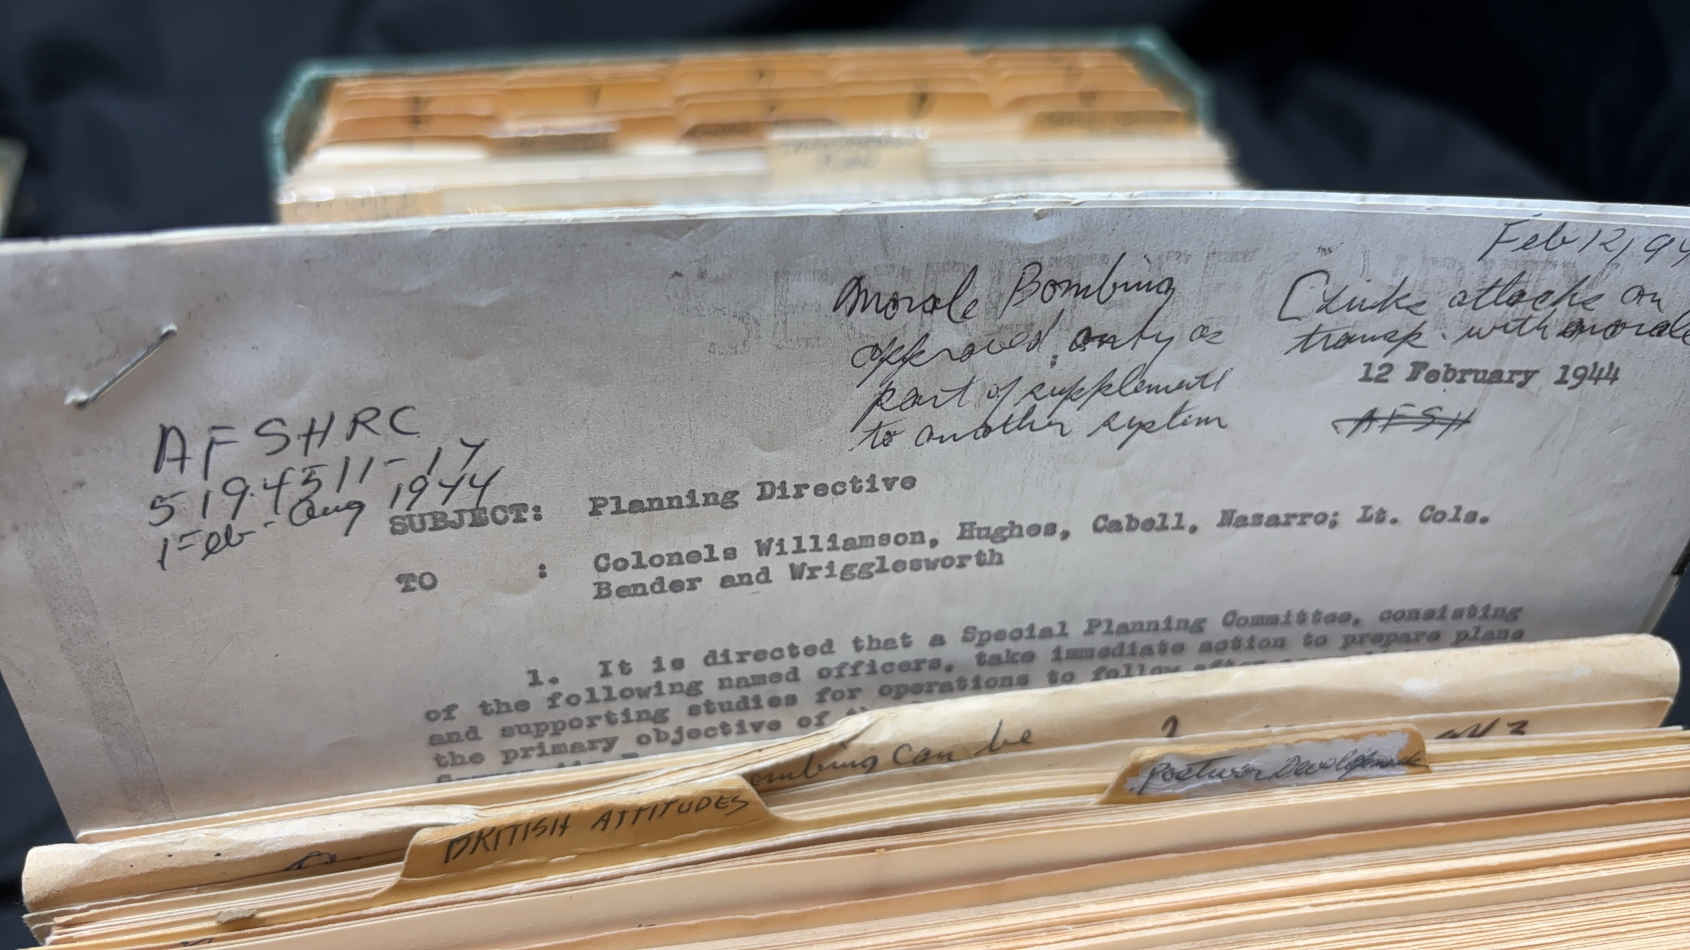 Feb 12, 94
Morale Bombing
approved only as
part of supplement
to another system
[Links attacks on
transp. with morale
12 February 1944
AFSH
AFSHRC
519.4511-17
Feb-Aug 1944
SUBJECT: Planning Directive
TO : Colonels Williamson, Hughes, Cabell, Nazarro; Lt. Cols.
Bender and Wrigglesworth
1. It is directed that a Special Planning Committee, consisting
of the following named officers, take immediate action to prepare plans
and supporting studies for operations to follow after
the primary objective of
ombing can be
Postwar Developments
BRITISH ATTITUDES